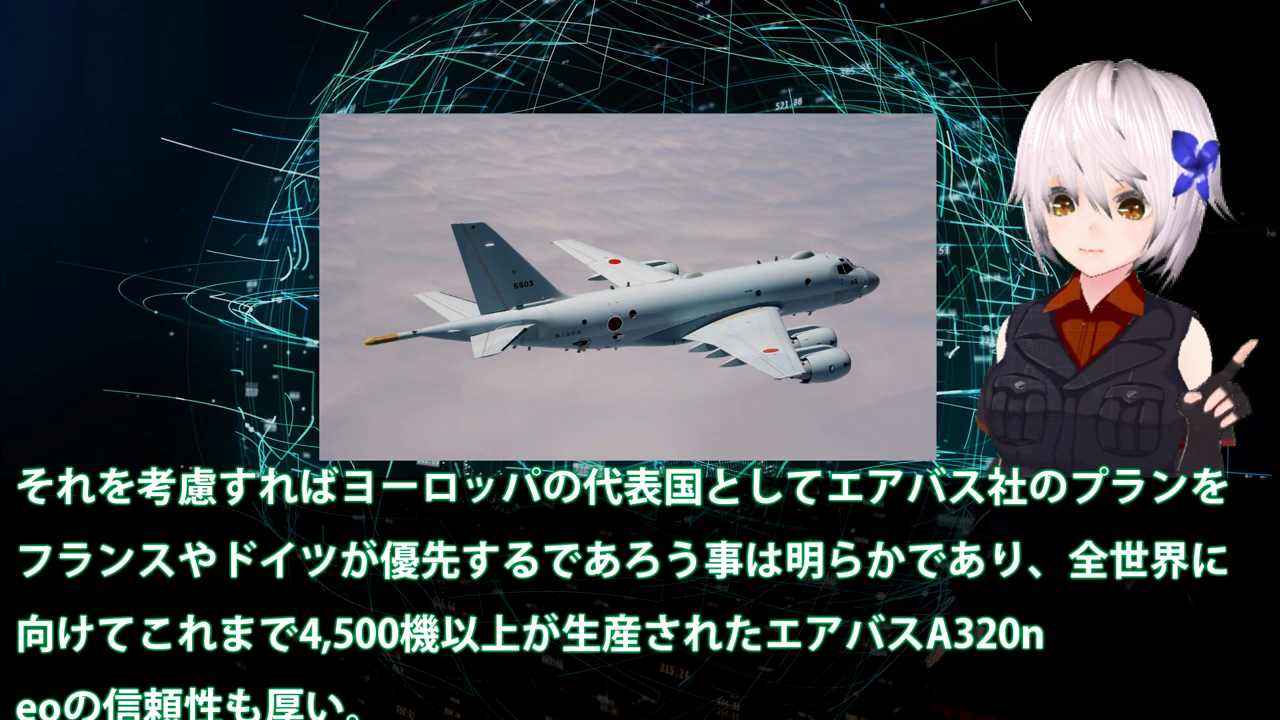 521.88
5503
それを考慮すればヨーロッパの代表国としてエアバス社のプランを
フランスやドイツが優先するであろう事は明らかであり、全世界に
向けてこれまで4,500機以上が生産されたエアバスA320n
eoの信頼性も厚い。
315.24